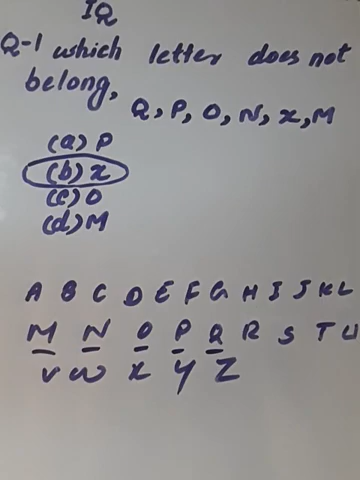 IQ
Q-1 which letter does not
belong,
Q, P, O, N, x, M
(a) P
(b) x
(c) O
(d) M
A B C D E F G H I J K L
M N O P Q R S T U
V W X Y Z